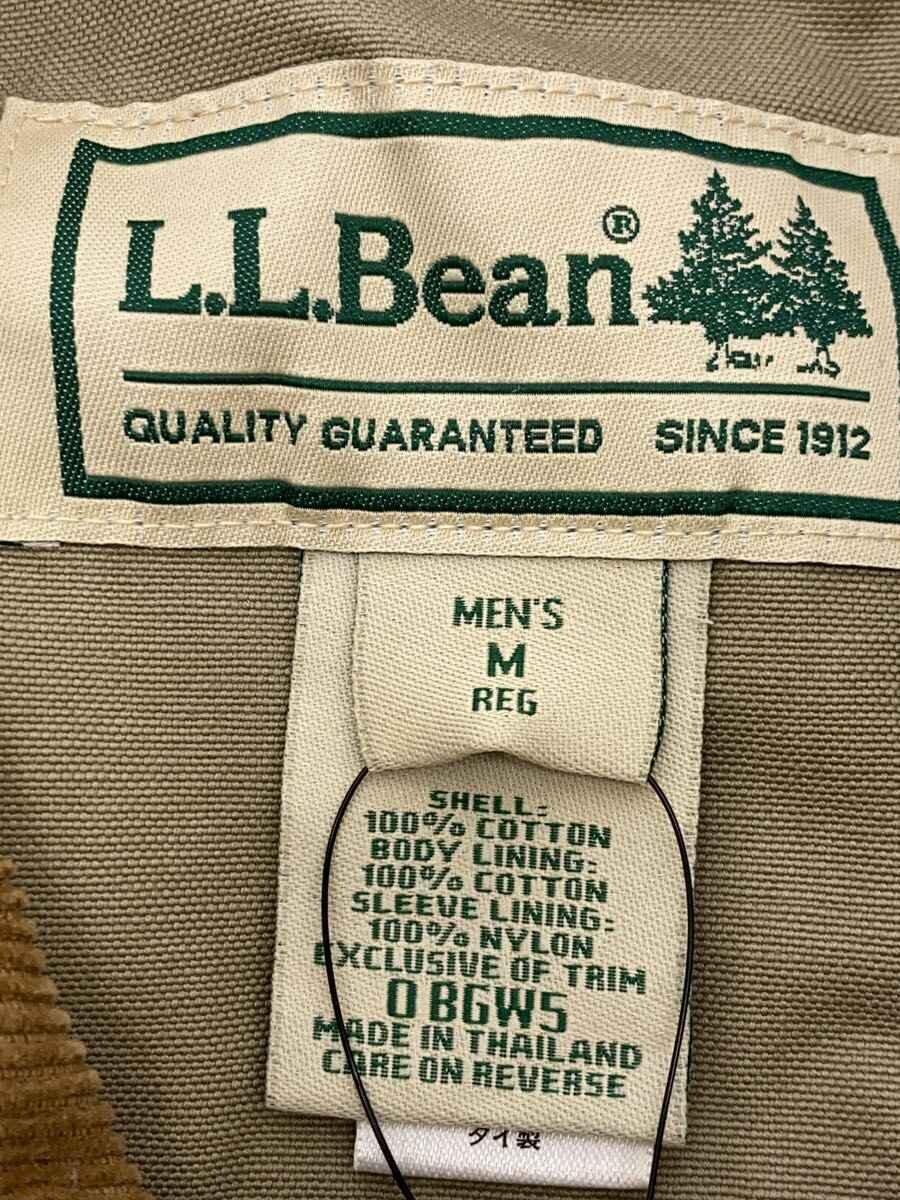 L.L.Bean®
QUALITY GUARANTEED SINCE 1912
MEN'S
M
REG
SHELL:
100% COTTON
BODY LINING:
100% COTTON
SLEEVE LINING:
100% NYLON
EXCLUSIVE OF TRIM
0 BGW5
MADE IN THAILAND
CARE ON REVERSE
タイ製